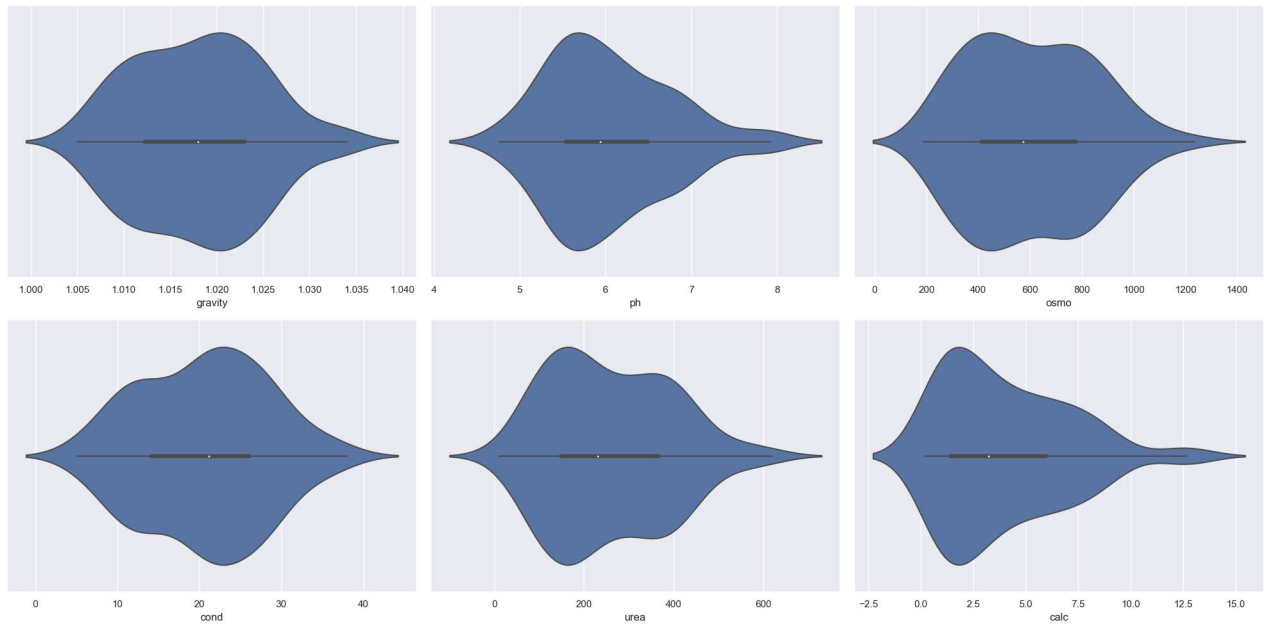 1.000 1.005 1.010 1.015 1.020 1.025 1.030 1.035 1.040
gravity
4 5 6 7 8
ph
0 200 400 600 800 1000 1200 1400
osmo
0 10 20 30 40
cond
0 200 400 600
urea
−2.5 0.0 2.5 5.0 7.5 10.0 12.5 15.0
calc